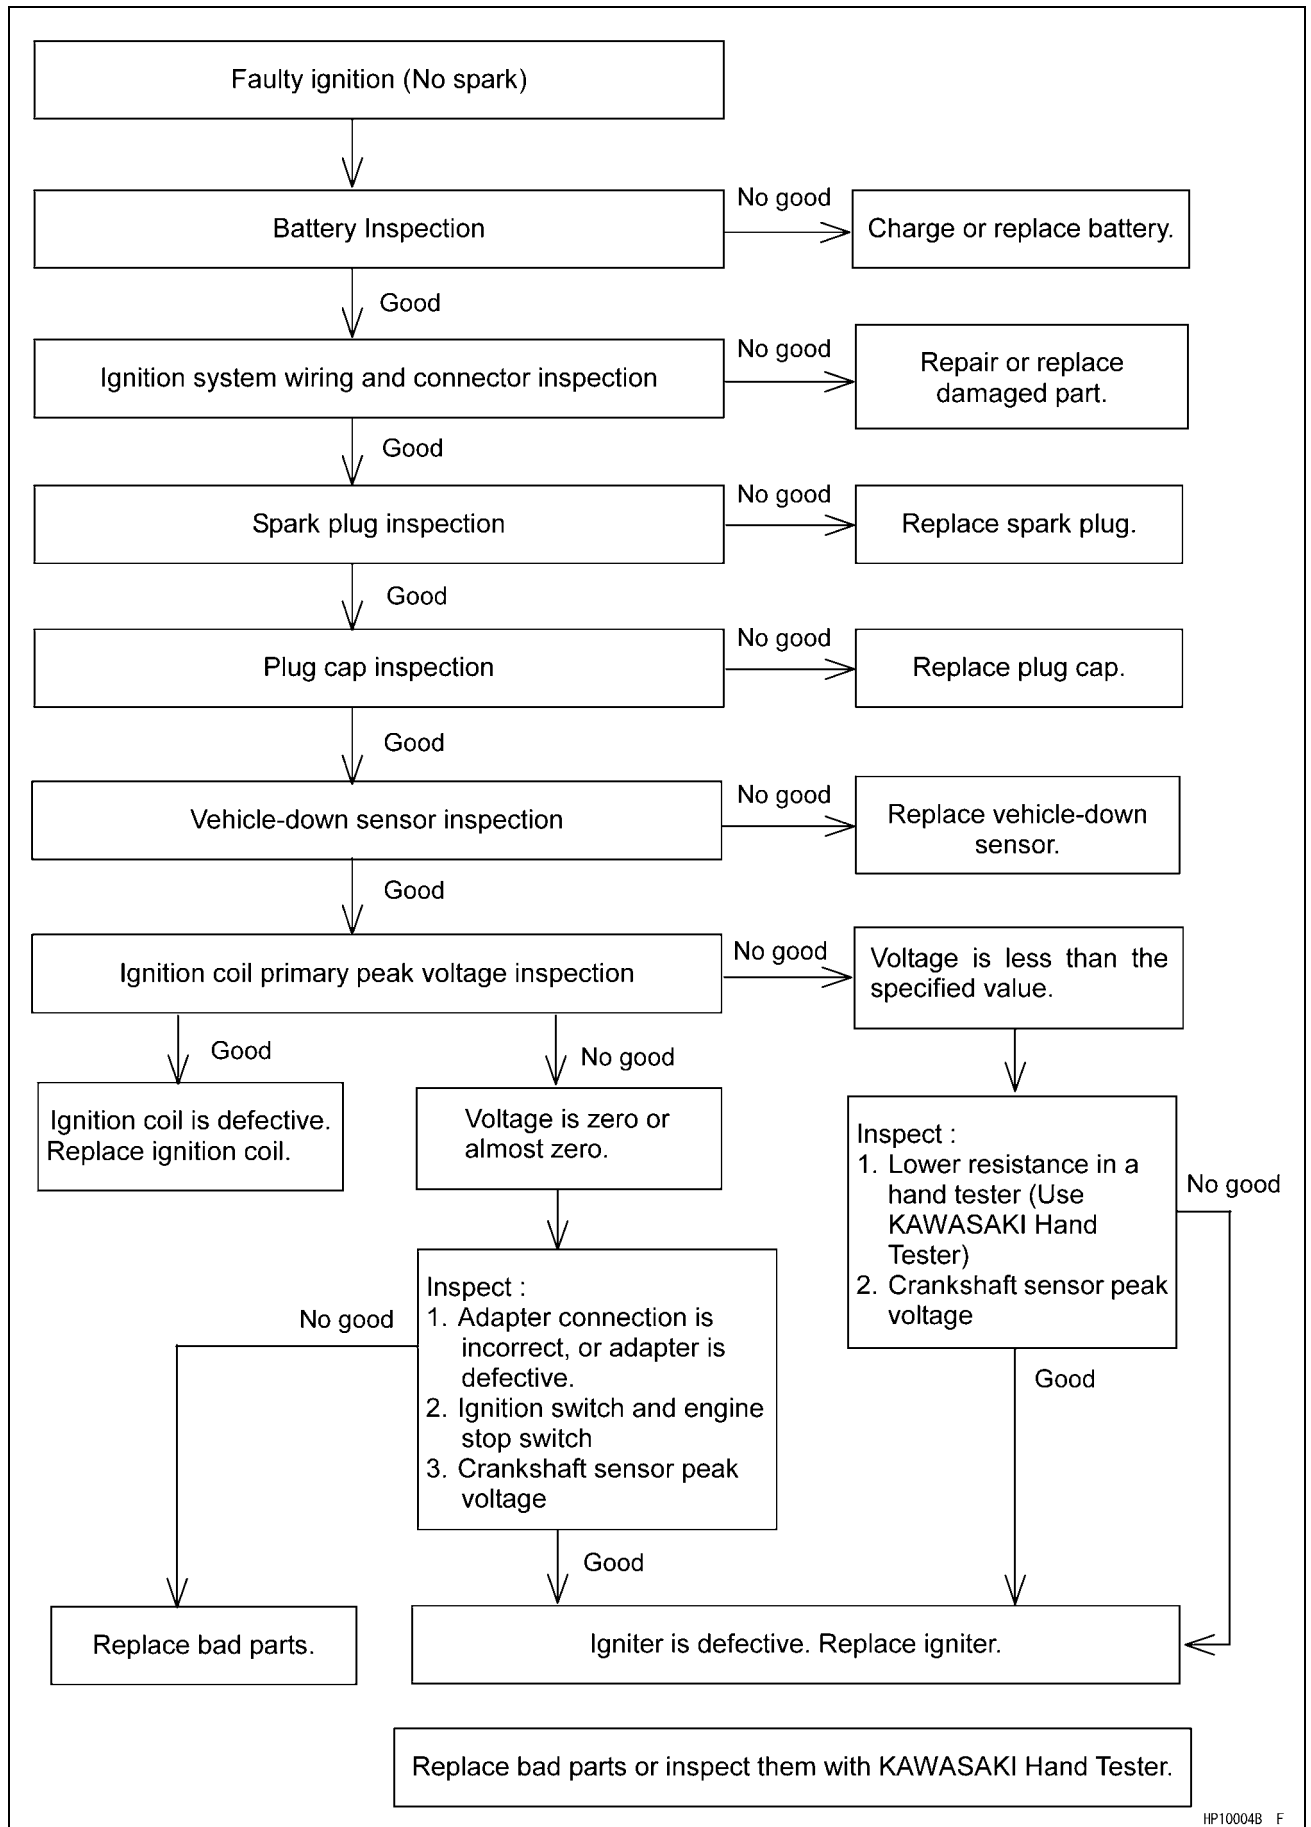 Faulty ignition (No spark)
Battery Inspection
No good
Charge or replace battery.
Good
Ignition system wiring and connector inspection
No good
Repair or replace
damaged part.
Good
Spark plug inspection
No good
Replace spark plug.
Good
Plug cap inspection
No good
Replace plug cap.
Good
Vehicle-down sensor inspection
No good
Replace vehicle-down
sensor.
Good
Ignition coil primary peak voltage inspection
No good
Voltage is less than the
specified value.
Good
Ignition coil is defective.
Replace ignition coil.
No good
Voltage is zero or
almost zero.
Inspect :
1. Lower resistance in a
hand tester (Use
KAWASAKI Hand
Tester)
2. Crankshaft sensor peak
voltage
No good
Good
Inspect :
1. Adapter connection is
incorrect, or adapter is
defective.
2. Ignition switch and engine
stop switch
3. Crankshaft sensor peak
voltage
No good
Good
Replace bad parts.
Igniter is defective. Replace igniter.
Replace bad parts or inspect them with KAWASAKI Hand Tester.
HP10004B F